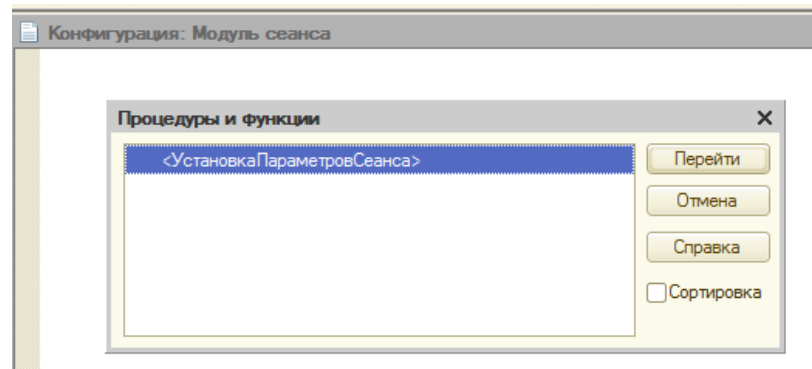 Конфигурация: Модуль сеанса
Процедуры и функции
<УстановкаПараметровСеанса>
Перейти
Отмена
Справка
Сортировка